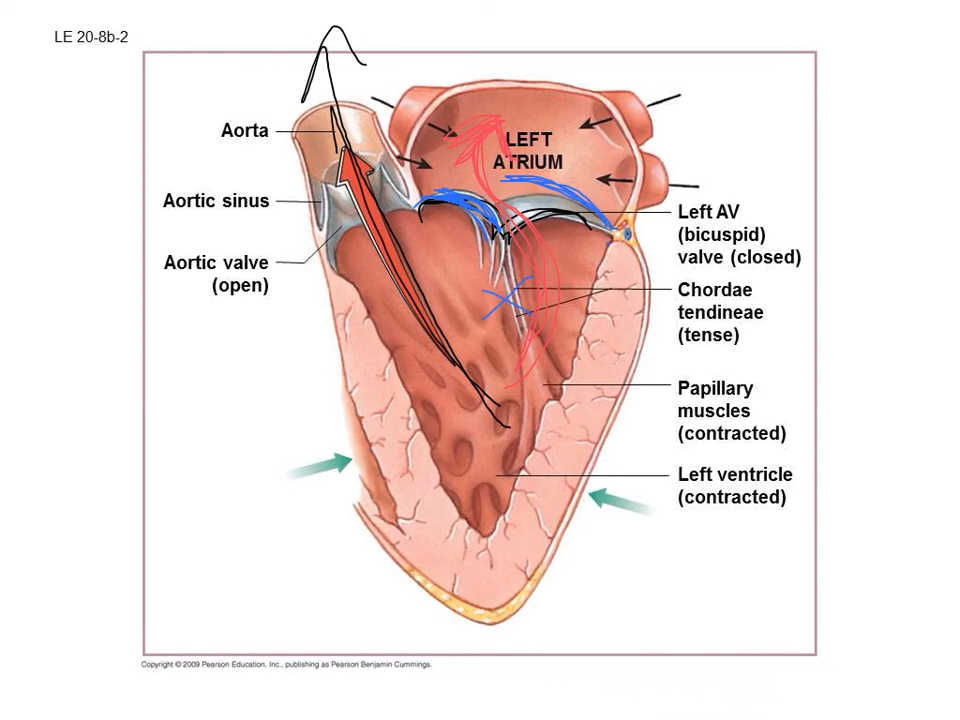 LE 20-8b-2
Aorta
LEFT
ATRIUM
Aortic sinus
Left AV
(bicuspid)
valve (closed)
Aortic valve
(open)
Chordae
tendineae
(tense)
Papillary
muscles
(contracted)
Left ventricle
(contracted)
Copyright © 2009 Pearson Education, Inc., publishing as Pearson Benjamin Cummings.